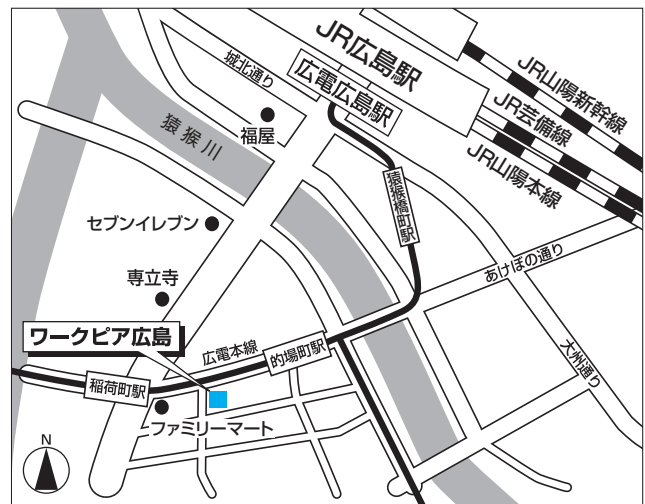 JR広島駅
広電広島駅
城北通り
福屋
猿猴川
JR山陽新幹線
JR芸備線
JR山陽本線
猿猴橋町駅
セブンイレブン
あけぼの通り
専立寺
ワークピア広島
広電本線
的場町駅
大州通り
稲荷町駅
ファミリーマート
N